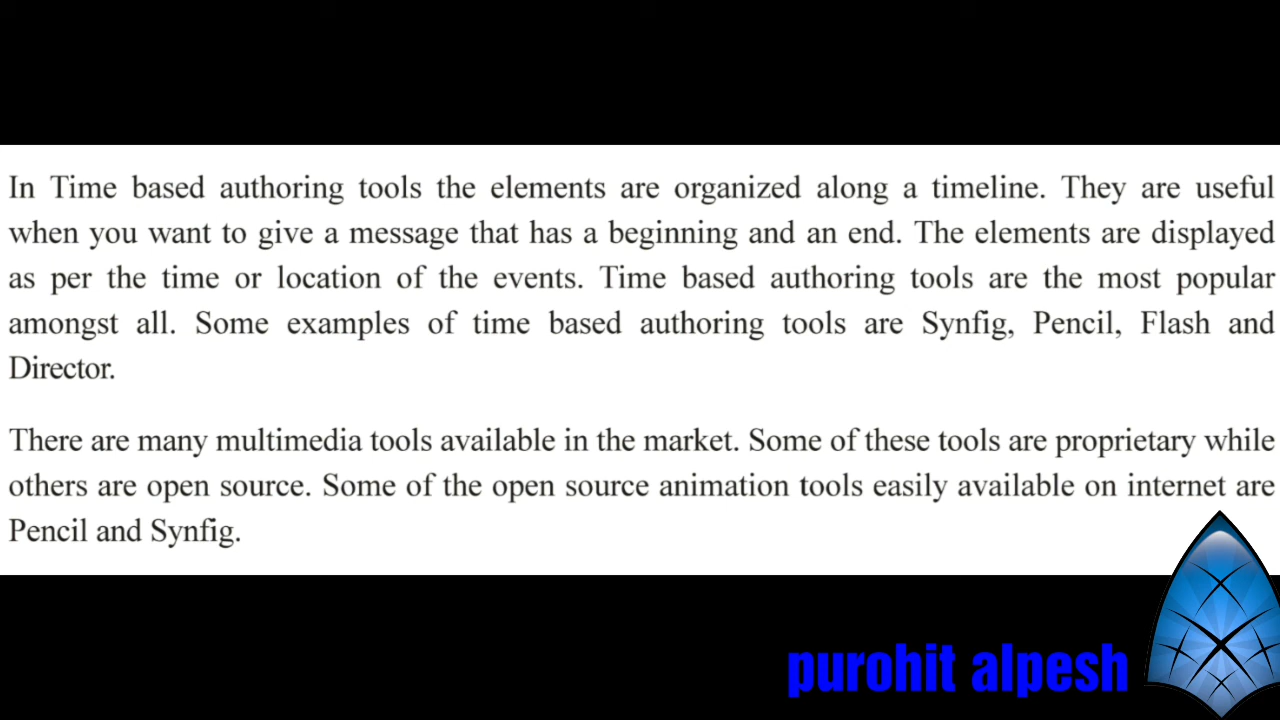 In Time based authoring tools the elements are organized along a timeline. They are useful
when you want to give a message that has a beginning and an end. The elements are displayed
as per the time or location of the events. Time based authoring tools are the most popular
amongst all. Some examples of time based authoring tools are Synfig, Pencil, Flash and
Director.
There are many multimedia tools available in the market. Some of these tools are proprietary while
others are open source. Some of the open source animation tools easily available on internet are
Pencil and Synfig.
purohit alpesh